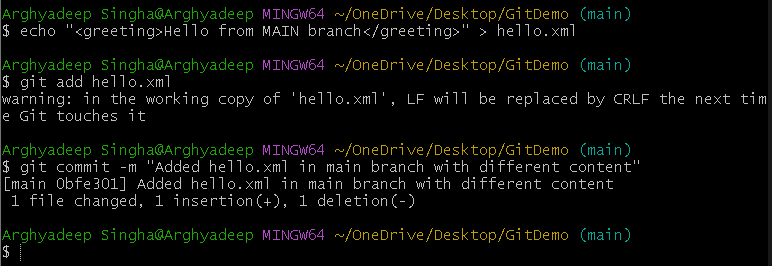 Arghyadeep Singha@Arghyadeep MINGW64 ~/OneDrive/Desktop/GitDemo (main)
$ echo "<greeting>Hello from MAIN branch</greeting>" > hello.xml
Arghyadeep Singha@Arghyadeep MINGW64 ~/OneDrive/Desktop/GitDemo (main)
$ git add hello.xml
warning: in the working copy of 'hello.xml', LF will be replaced by CRLF the next tim
e Git touches it
Arghyadeep Singha@Arghyadeep MINGW64 ~/OneDrive/Desktop/GitDemo (main)
$ git commit -m "Added hello.xml in main branch with different content"
[main 0bfe301] Added hello.xml in main branch with different content
 1 file changed, 1 insertion(+), 1 deletion(-)
Arghyadeep Singha@Arghyadeep MINGW64 ~/OneDrive/Desktop/GitDemo (main)
$